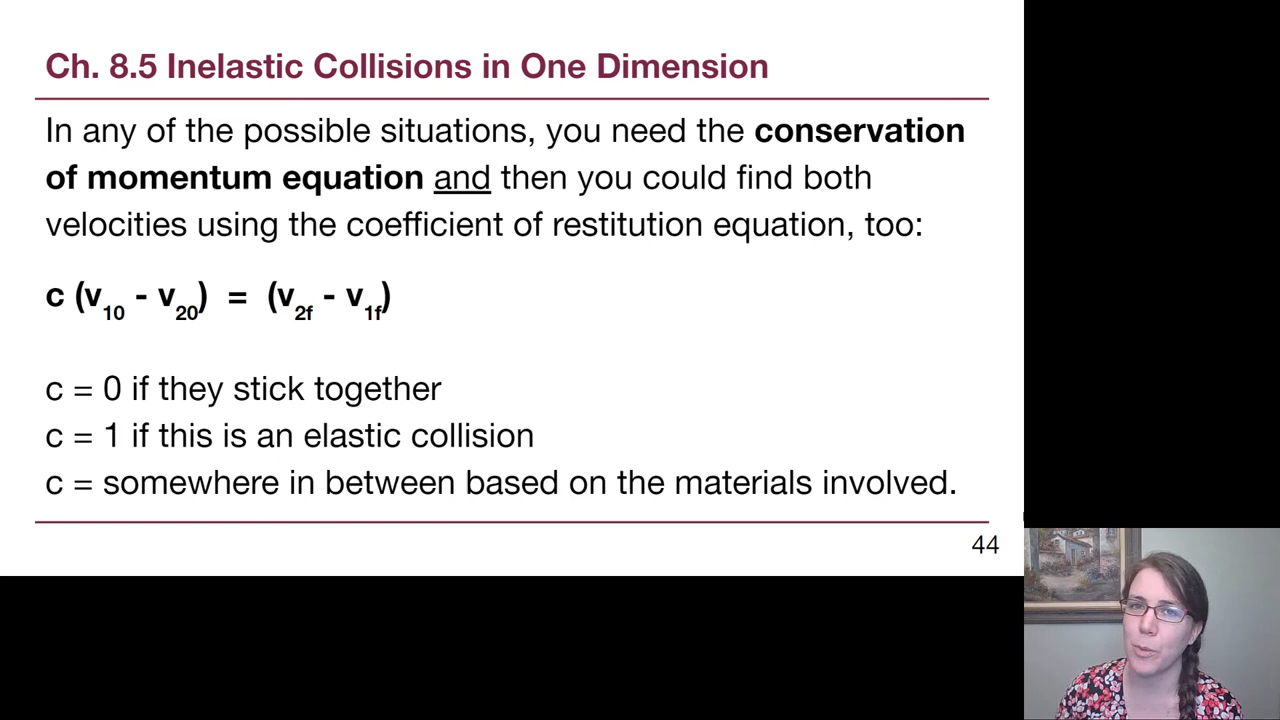 Ch. 8.5 Inelastic Collisions in One Dimension
In any of the possible situations, you need the conservation
of momentum equation and then you could find both
velocities using the coefficient of restitution equation, too:
c (v10 - v20) = (v2f - v1f)
c = 0 if they stick together
c = 1 if this is an elastic collision
c = somewhere in between based on the materials involved.
44